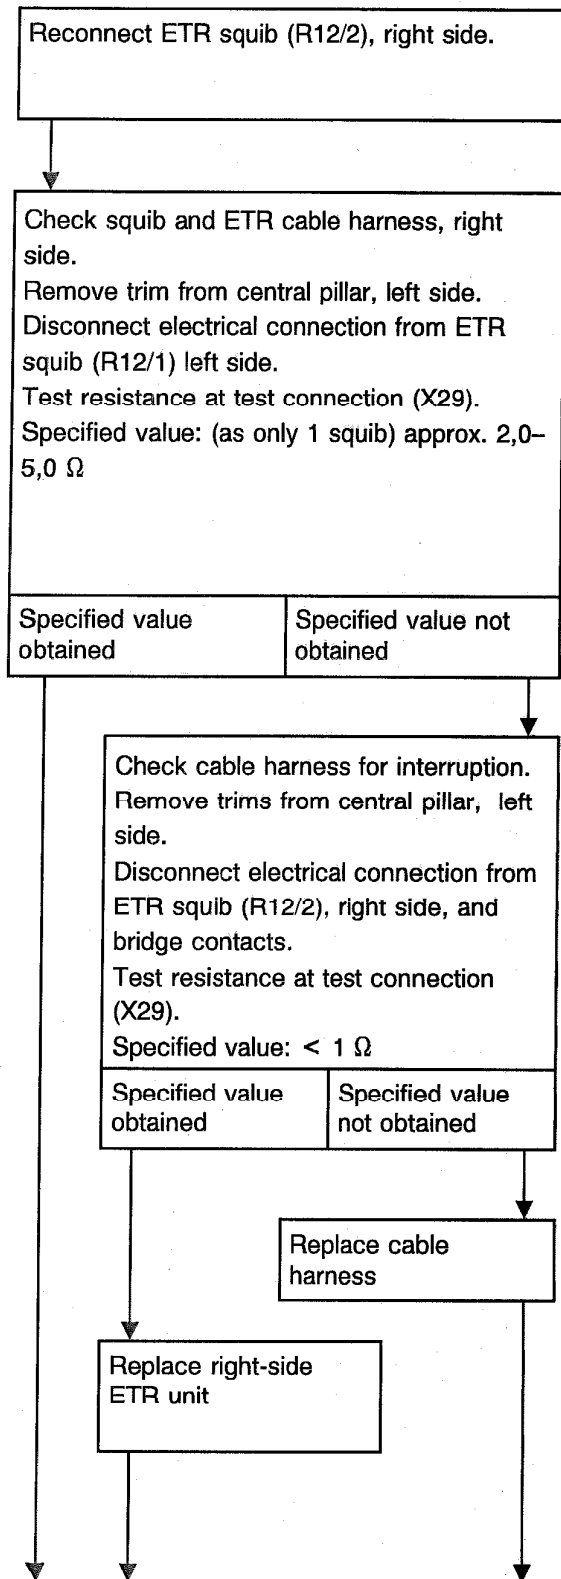 Reconnect ETR squib (R12/2), right side.
Check squib and ETR cable harness, right
side.
Remove trim from central pillar, left side.
Disconnect electrical connection from ETR
squib (R12/1) left side.
Test resistance at test connection (X29).
Specified value: (as only 1 squib) approx. 2,0–
5,0 Ω
Specified value
obtained
Specified value not
obtained
Check cable harness for interruption.
Remove trims from central pillar, left
side.
Disconnect electrical connection from
ETR squib (R12/2), right side, and
bridge contacts.
Test resistance at test connection
(X29).
Specified value: < 1 Ω
Specified value
obtained
Specified value
not obtained
Replace cable
harness
Replace right-side
ETR unit